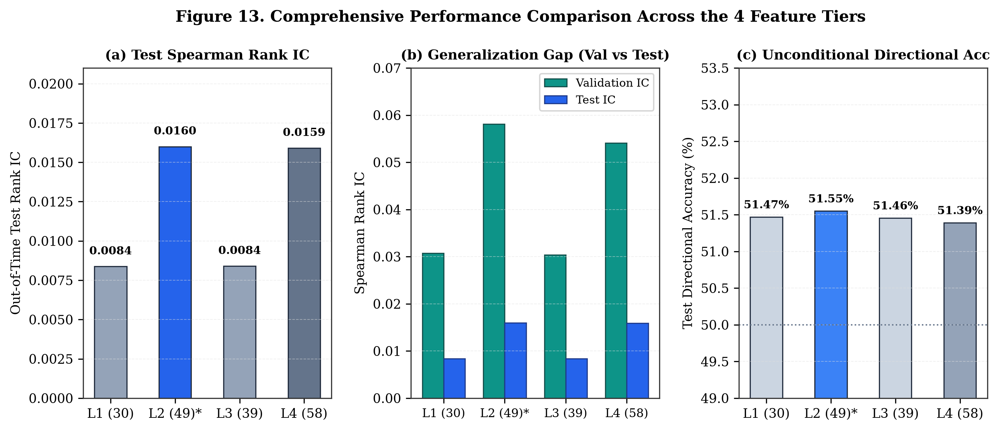 Figure 13. Comprehensive Performance Comparison Across the 4 Feature Tiers
(a) Test Spearman Rank IC
Out-of-Time Test Rank IC
0.0200
0.0175
0.0150
0.0125
0.0100
0.0075
0.0050
0.0025
0.0000
0.0084
0.0160
0.0084
0.0159
L1 (30)
L2 (49)*
L3 (39)
L4 (58)
(b) Generalization Gap (Val vs Test)
Spearman Rank IC
0.07
0.06
0.05
0.04
0.03
0.02
0.01
0.00
Validation IC
Test IC
L1 (30)
L2 (49)*
L3 (39)
L4 (58)
(c) Unconditional Directional Acc
Test Directional Accuracy (%)
53.5
53.0
52.5
52.0
51.5
51.0
50.5
50.0
49.5
49.0
51.47%
51.55%
51.46%
51.39%
L1 (30)
L2 (49)*
L3 (39)
L4 (58)